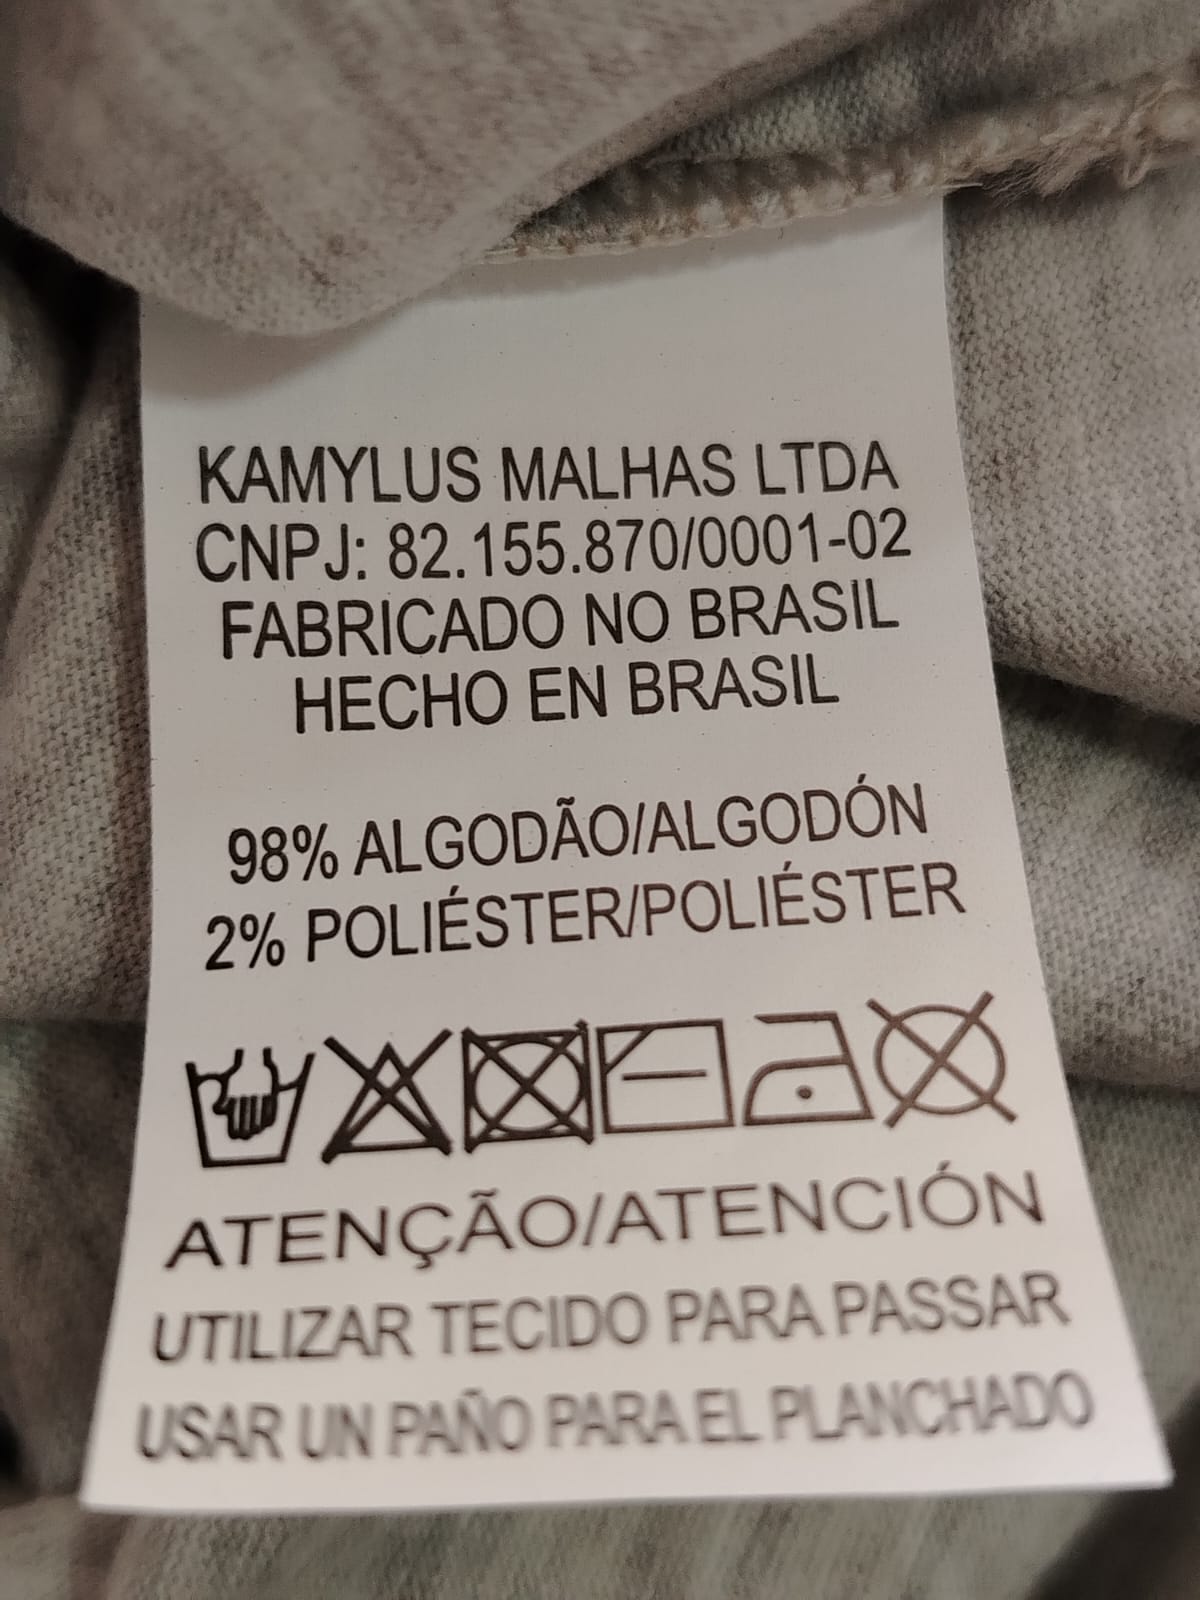 KAMYLUS MALHAS LTDA
CNPJ: 82.155.870/0001-02
FABRICADO NO BRASIL
HECHO EN BRASIL
98% ALGODÃO/ALGODÓN
2% POLIÉSTER/POLIÉSTER
ATENÇÃO/ATENCIÓN
UTILIZAR TECIDO PARA PASSAR
USAR UN PAÑO PARA EL PLANCHADO